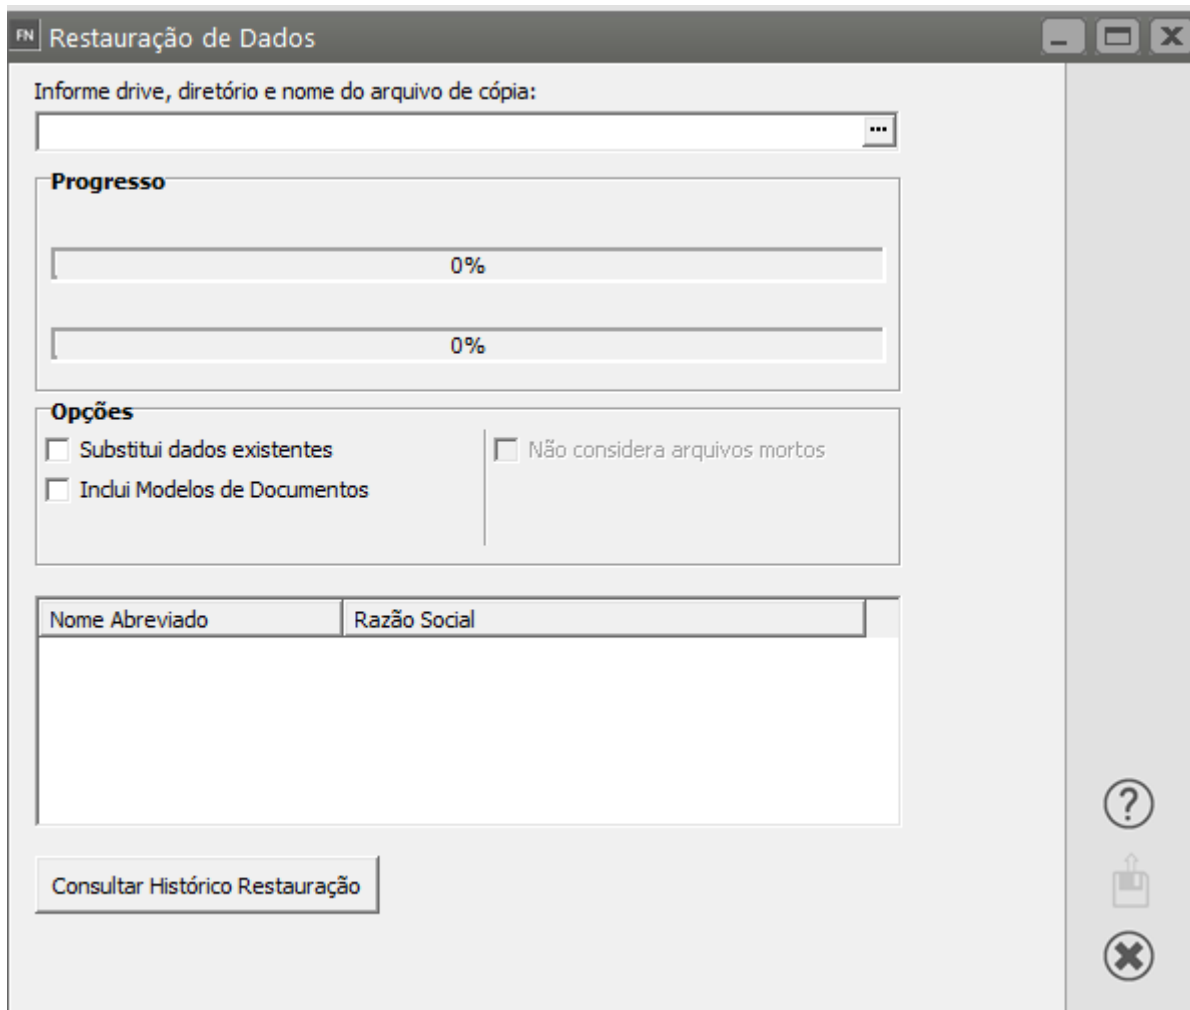 FN Restauração de Dados
Informe drive, diretório e nome do arquivo de cópia:
...
Progresso
0%
0%
Opções
Substitui dados existentes
Não considera arquivos mortos
Inclui Modelos de Documentos
Nome Abreviado Razão Social
Consultar Histórico Restauração
?